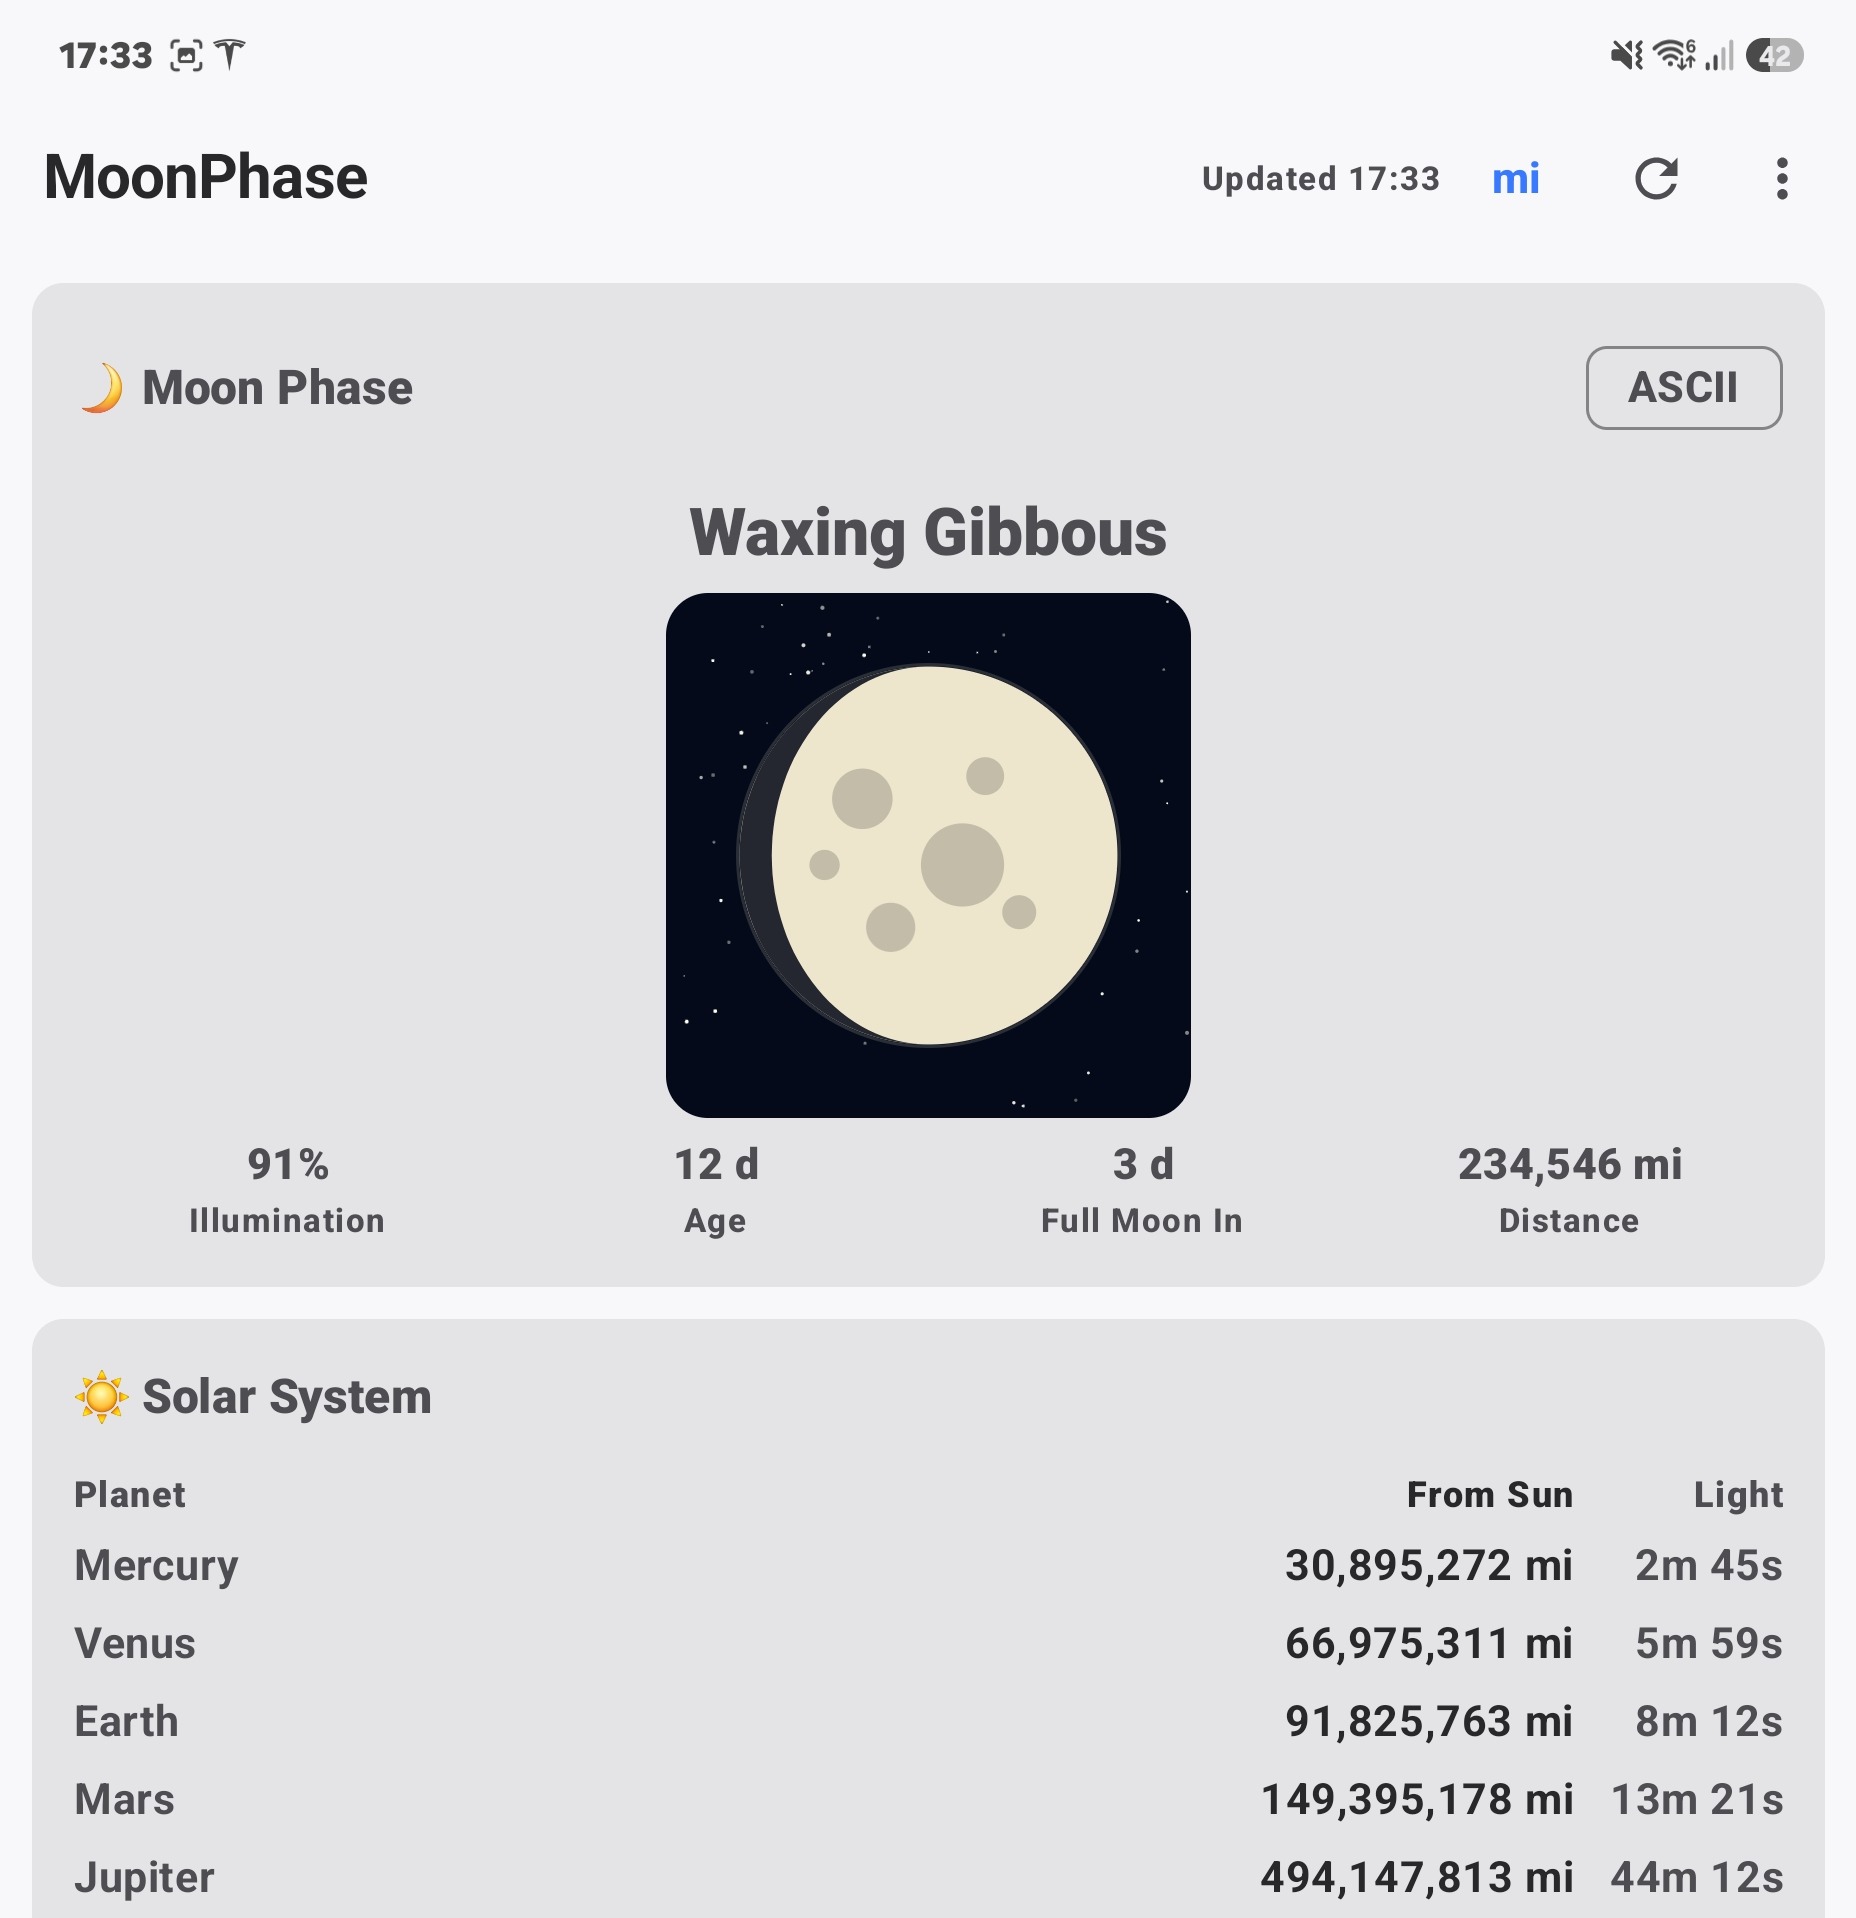 17:33
6
42
MoonPhase
Updated 17:33 mi
🌙 Moon Phase
ASCII
Waxing Gibbous
91% 12 d 3 d 234,546 mi
Illumination Age Full Moon In Distance
☀️ Solar System
Planet From Sun Light
Mercury 30,895,272 mi 2m 45s
Venus 66,975,311 mi 5m 59s
Earth 91,825,763 mi 8m 12s
Mars 149,395,178 mi 13m 21s
Jupiter 494,147,813 mi 44m 12s